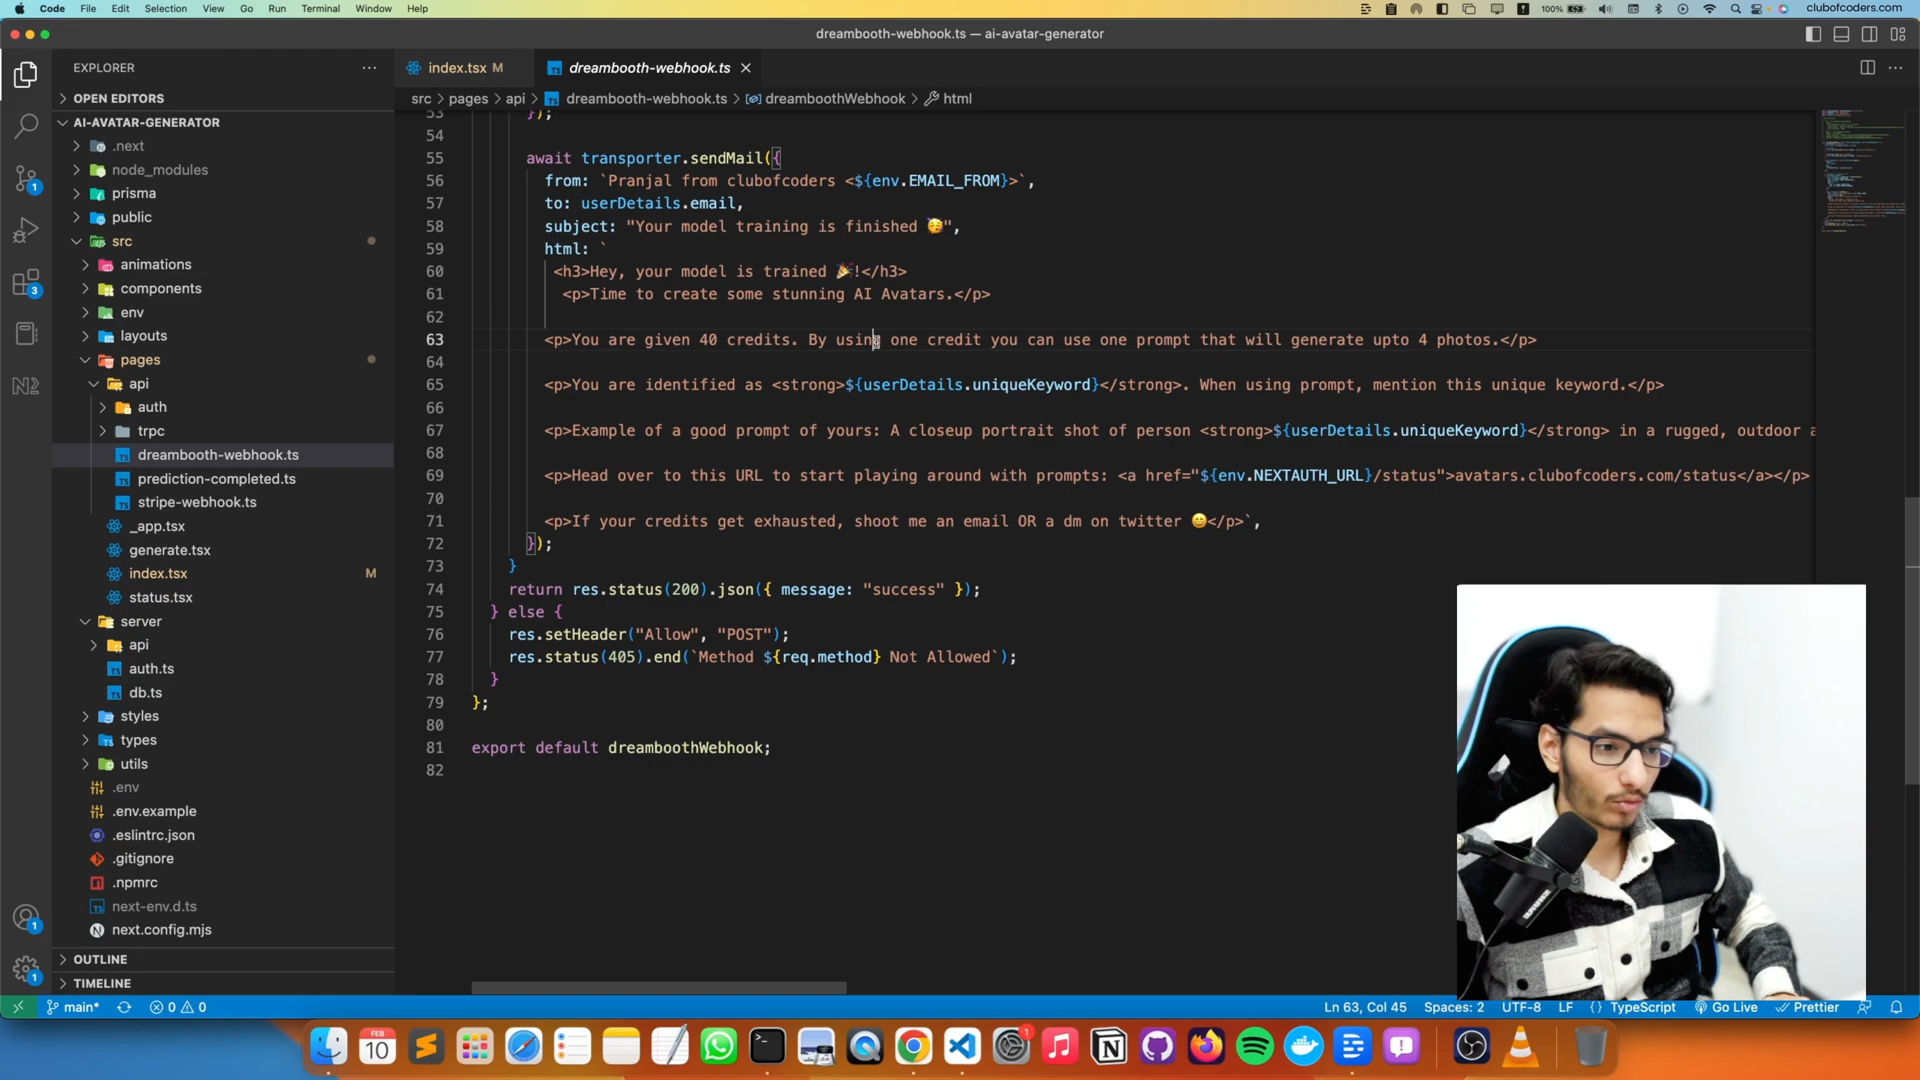 Code File Edit Selection View Go Run Terminal Window Help 100% clubofcoders.com
dreambooth-webhook.ts — ai-avatar-generator
EXPLORER
OPEN EDITORS
AI-AVATAR-GENERATOR
.next
node_modules
prisma
public
src
animations
components
env
layouts
pages
api
auth
trpc
dreambooth-webhook.ts
prediction-completed.ts
stripe-webhook.ts
_app.tsx
generate.tsx
index.tsx M
status.tsx
server
api
auth.ts
db.ts
styles
types
utils
.env
.env.example
.eslintrc.json
.gitignore
.npmrc
next-env.d.ts
next.config.mjs
OUTLINE
TIMELINE
index.tsx M dreambooth-webhook.ts
src > pages > api > dreambooth-webhook.ts > dreamboothWebhook > html
53 });
54
55 await transporter.sendMail({
56 from: `Pranjal from clubofcoders <${env.EMAIL_FROM}>`,
57 to: userDetails.email,
58 subject: "Your model training is finished 🥳",
59 html: `
60 <h3>Hey, your model is trained 🎉!</h3>
61 <p>Time to create some stunning AI Avatars.</p>
62
63 <p>You are given 40 credits. By using one credit you can use one prompt that will generate upto 4 photos.</p>
64
65 <p>You are identified as <strong>${userDetails.uniqueKeyword}</strong>. When using prompt, mention this unique keyword.</p>
66
67 <p>Example of a good prompt of yours: A closeup portrait shot of person <strong>${userDetails.uniqueKeyword}</strong> in a rugged, outdoor
68
69 <p>Head over to this URL to start playing around with prompts: <a href="${env.NEXTAUTH_URL}/status">avatars.clubofcoders.com/status</a></p>
70
71 <p>If your credits get exhausted, shoot me an email OR a dm on twitter 😄</p>`,
72 });
73 }
74 return res.status(200).json({ message: "success" });
75 } else {
76 res.setHeader("Allow", "POST");
77 res.status(405).end(`Method ${req.method} Not Allowed`);
78 }
79 };
80
81 export default dreamboothWebhook;
82
main* 0 0 Ln 63, Col 45 Spaces: 2 UTF-8 LF {} TypeScript Go Live Prettier
FEB
10